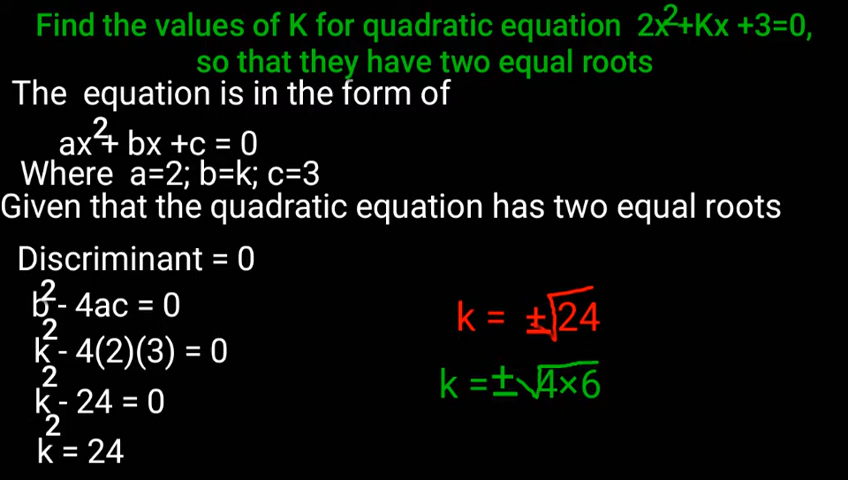 Find the values of K for quadratic equation 2x²+Kx +3=0,
so that they have two equal roots
The equation is in the form of
ax²+ bx +c = 0
Where a=2; b=k; c=3
Given that the quadratic equation has two equal roots
Discriminant = 0
b²- 4ac = 0
k²- 4(2)(3) = 0
k²- 24 = 0
k² = 24
k = ±√24
k =±√4×6